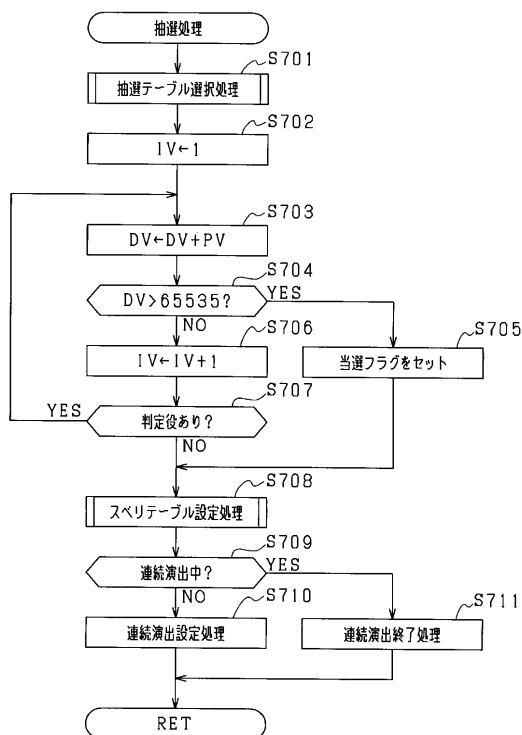 抽選処理
S701
抽選テーブル選択処理
S702
IV←1
S703
DV←DV+PV
S704
DV>65535?
YES
NO
S706
S705
IV←IV+1
当選フラグをセット
S707
YES
判定役あり?
NO
S708
スベリテーブル設定処理
S709
連続演出中?
YES
NO
S710
S711
連続演出設定処理
連続演出終了処理
RET